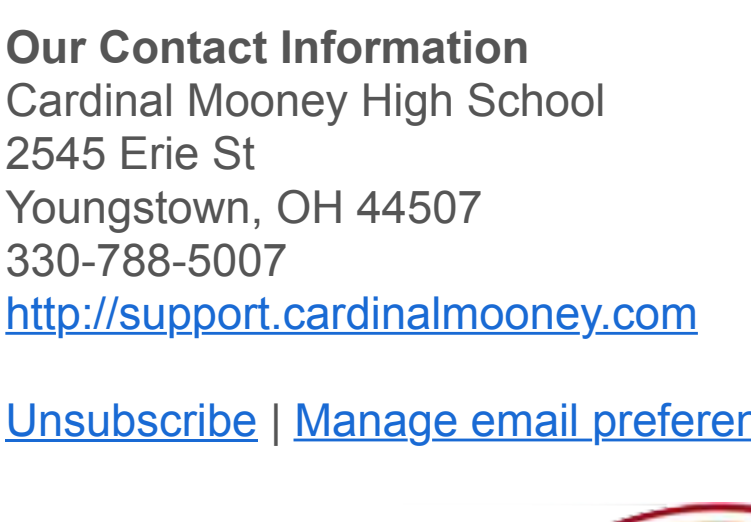 Our Contact Information
Cardinal Mooney High School
2545 Erie St
Youngstown, OH 44507
330-788-5007
http://support.cardinalmooney.com
Unsubscribe | Manage email preferen